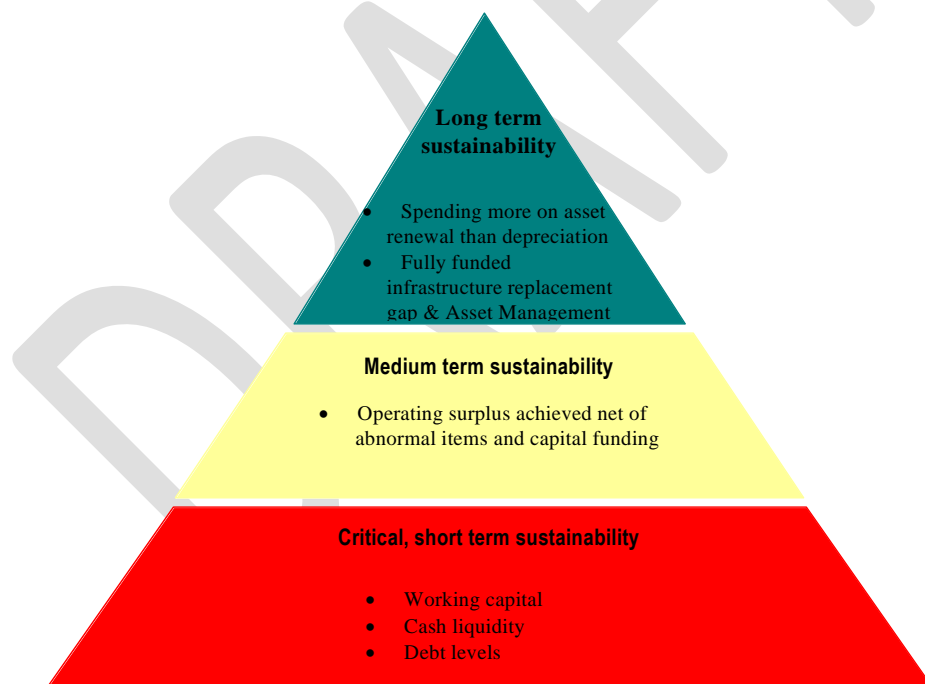 Long term
sustainability
• Spending more on asset
renewal than depreciation
• Fully funded
infrastructure replacement
gap & Asset Management
Medium term sustainability
• Operating surplus achieved net of
abnormal items and capital funding
Critical, short term sustainability
• Working capital
• Cash liquidity
• Debt levels